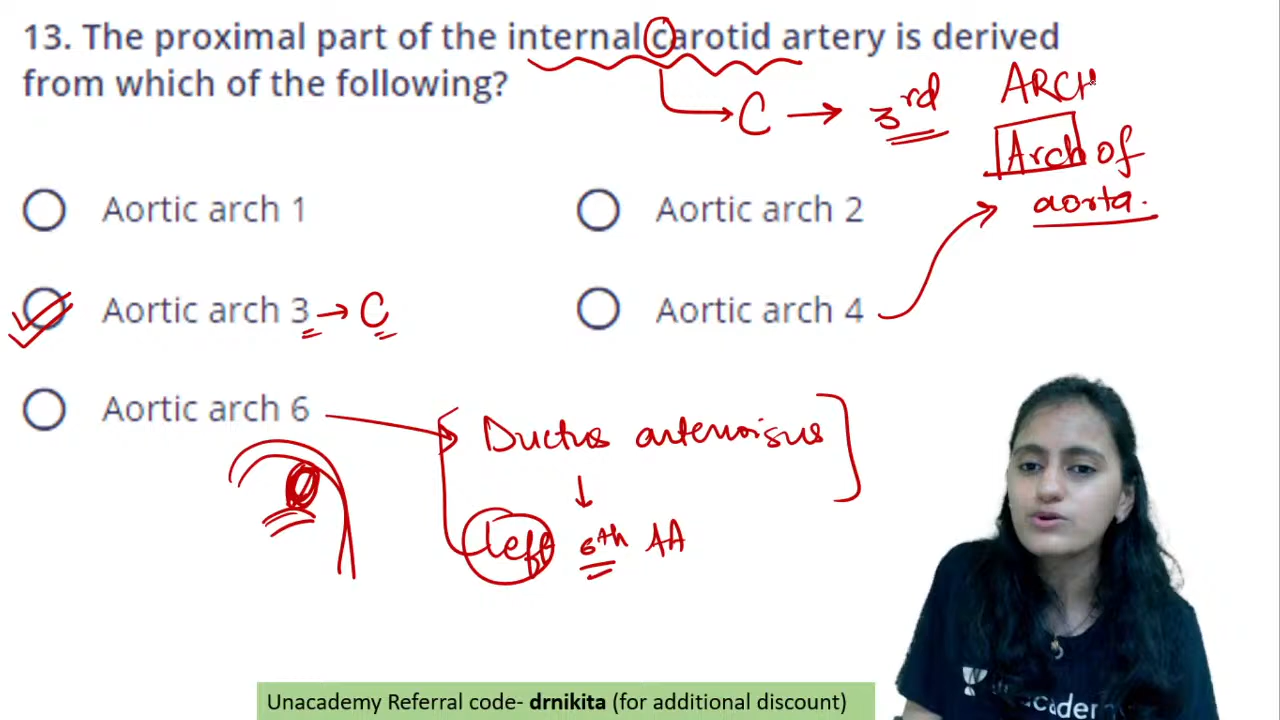 13. The proximal part of the internal carotid artery is derived
from which of the following?
C → 3rd
ARCH
Arch of
aorta.
Aortic arch 1
Aortic arch 2
Aortic arch 3 → C
Aortic arch 4
Aortic arch 6
Ductus arteriosus
left 6th AA
Unacademy Referral code- drnikita (for additional discount)